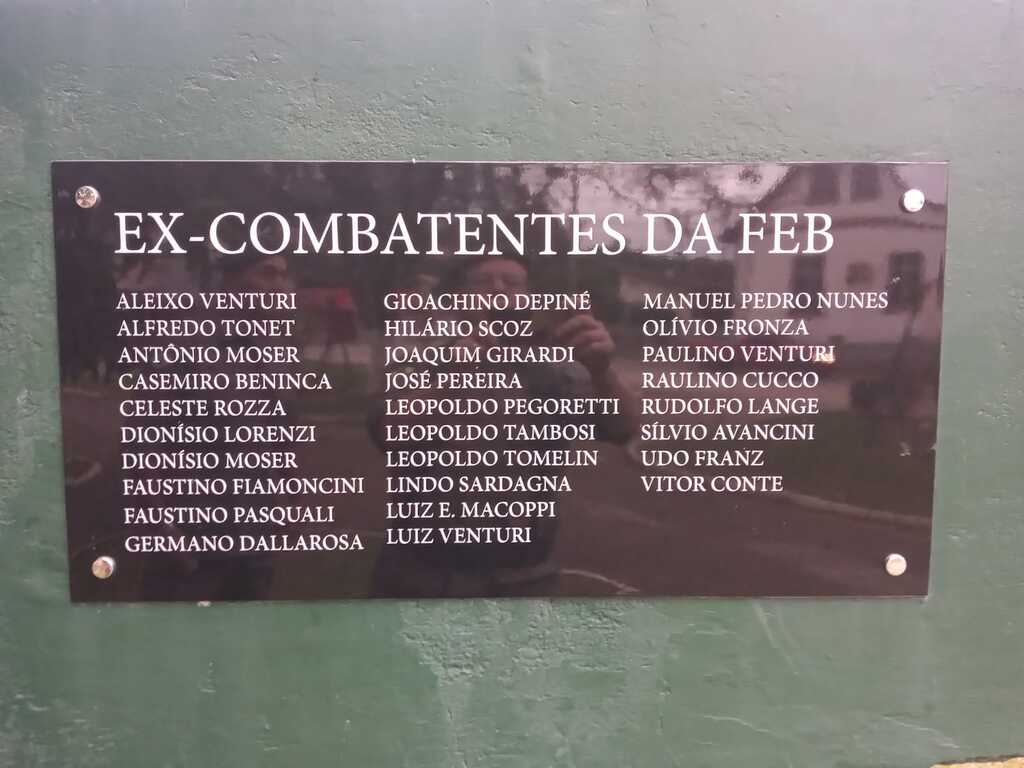 EX-COMBATENTES DA FEB
ALEIXO VENTURI
ALFREDO TONET
ANTÔNIO MOSER
CASEMIRO BENINCA
CELESTE ROZZA
DIONÍSIO LORENZI
DIONÍSIO MOSER
FAUSTINO FIAMONCINI
FAUSTINO PASQUALI
GERMANO DALLAROSA
GIOACHINO DEPINÉ
HILÁRIO SCOZ
JOAQUIM GIRARDI
JOSÉ PEREIRA
LEOPOLDO PEGORETTI
LEOPOLDO TAMBOSI
LEOPOLDO TOMELIN
LINDO SARDAGNA
LUIZ E. MACOPPI
LUIZ VENTURI
MANUEL PEDRO NUNES
OLÍVIO FRONZA
PAULINO VENTURI
RAULINO CUCCO
RUDOLFO LANGE
SÍLVIO AVANCINI
UDO FRANZ
VITOR CONTE